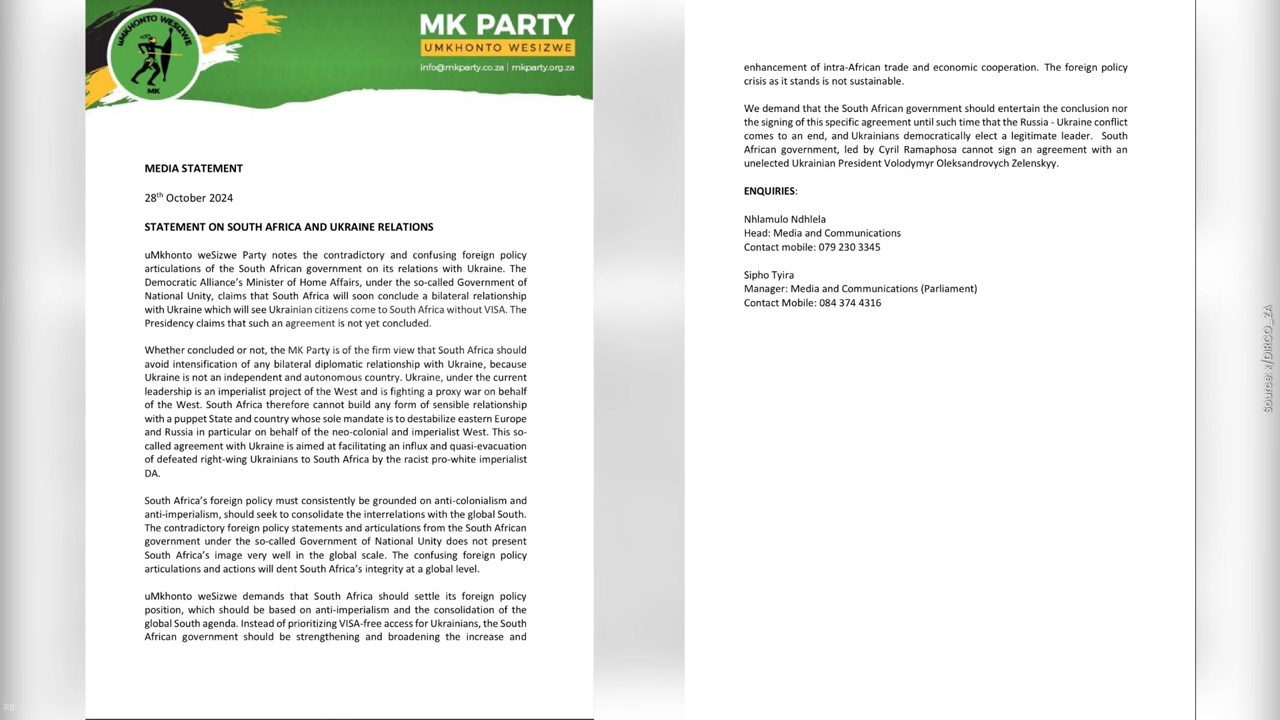 UMKHONTO WESIZWE
MK
MK PARTY
UMKHONTO WESIZWE
info@mkparty.co.za | mkparty.org.za
MEDIA STATEMENT
28th October 2024
STATEMENT ON SOUTH AFRICA AND UKRAINE RELATIONS
uMkhonto weSizwe Party notes the contradictory and confusing foreign policy
articulations of the South African government on its relations with Ukraine. The
Democratic Alliance's Minister of Home Affairs, under the so-called Government of
National Unity, claims that South Africa will soon conclude a bilateral relationship
with Ukraine which will see Ukrainian citizens come to South Africa without VISA. The
Presidency claims that such an agreement is not yet concluded.
Whether concluded or not, the MK Party is of the firm view that South Africa should
avoid intensification of any bilateral diplomatic relationship with Ukraine, because
Ukraine is not an independent and autonomous country. Ukraine, under the current
leadership is an imperialist project of the West and is fighting a proxy war on behalf
of the West. South Africa therefore cannot build any form of sensible relationship
with a puppet State and country whose sole mandate is to destabilize eastern Europe
and Russia in particular on behalf of the neo-colonial and imperialist West. This so-
called agreement with Ukraine is aimed at facilitating an influx and quasi-evacuation
of defeated right-wing Ukrainians to South Africa by the racist pro-white imperialist
DA.
South Africa's foreign policy must consistently be grounded on anti-colonialism and
anti-imperialism, should seek to consolidate the interrelations with the global South.
The contradictory foreign policy statements and articulations from the South African
government under the so-called Government of National Unity does not present
South Africa's image very well in the global scale. The confusing foreign policy
articulations and actions will dent South Africa's integrity at a global level.
uMkhonto weSizwe demands that South Africa should settle its foreign policy
position, which should be based on anti-imperialism and the consolidation of the
global South agenda. Instead of prioritizing VISA-free access for Ukrainians, the South
African government should be strengthening and broadening the increase and
enhancement of intra-African trade and economic cooperation. The foreign policy
crisis as it stands is not sustainable.
We demand that the South African government should entertain the conclusion nor
the signing of this specific agreement until such time that the Russia - Ukraine conflict
comes to an end, and Ukrainians democratically elect a legitimate leader. South
African government, led by Cyril Ramaphosa cannot sign an agreement with an
unelected Ukrainian President Volodymyr Oleksandrovych Zelenskyy.
ENQUIRIES:
Nhlamulo Ndhlela
Head: Media and Communications
Contact mobile: 079 230 3345
Sipho Tyira
Manager: Media and Communications (Parliament)
Contact Mobile: 084 374 4316
Source: x/DIRCO_ZA
RB